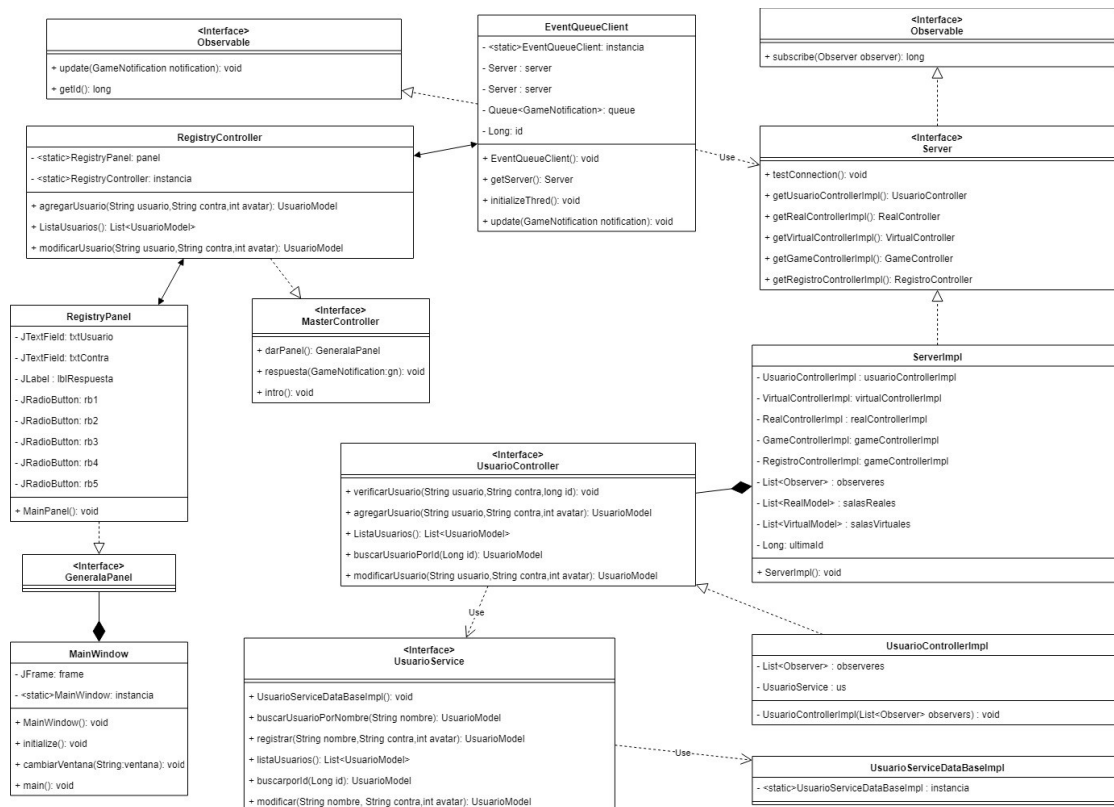 <Interface>
Observable
+ update(GameNotification notification): void
+ getId(): long
EventQueueClient
- <static>EventQueueClient: instancia
- Server : server
- Server : server
- Queue<GameNotification>: queue
- Long: id
+ EventQueueClient(): void
+ getServer(): Server
+ initializeThred(): void
+ update(GameNotification notification): void
<Interface>
Observable
+ subscribe(Observer observer): long
RegistryController
- <static>RegistryPanel: panel
- <static>RegistryController: instancia
+ agregarUsuario(String usuario,String contra,int avatar): UsuarioModel
+ ListaUsuarios(): List<UsuarioModel>
+ modificarUsuario(String usuario,String contra,int avatar): UsuarioModel
Use
<Interface>
Server
+ testConnection(): void
+ getUsuarioControllerImpl(): UsuarioController
+ getRealControllerImpl(): RealController
+ getVirtualControllerImpl(): VirtualController
+ getGameControllerImpl(): GameController
+ getRegistroControllerImpl(): RegistroController
RegistryPanel
- JTextField: txtUsuario
- JTextField: txtContra
- JLabel : lblRespuesta
- JRadioButton: rb1
- JRadioButton: rb2
- JRadioButton: rb3
- JRadioButton: rb4
- JRadioButton: rb5
+ MainPanel(): void
<Interface>
MasterController
+ darPanel(): GeneralaPanel
+ respuesta(GameNotification:gn): void
+ intro(): void
ServerImpl
- UsuarioControllerImpl : usuarioControllerImpl
- VirtualControllerImpl: virtualControllerImpl
- RealControllerImpl : realControllerImpl
- GameControllerImpl: gameControllerImpl
- RegistroControllerImpl: gameControllerImpl
- List<Observer> : observeres
- List<RealModel> : salasReales
- List<VirtualModel> : salasVirtuales
- Long: ultimaId
+ ServerImpl(): void
<Interface>
UsuarioController
+ verificarUsuario(String usuario,String contra,long id): void
+ agregarUsuario(String usuario,String contra,int avatar): UsuarioModel
+ ListaUsuarios(): List<UsuarioModel>
+ buscarUsuarioPorId(Long id): UsuarioModel
+ modificarUsuario(String usuario,String contra,int avatar): UsuarioModel
<Interface>
GeneralaPanel
Use
MainWindow
- JFrame: frame
- <static>MainWindow: instancia
+ MainWindow(): void
+ initialize(): void
+ cambiarVentana(String:ventana): void
+ main(): void
<Interface>
UsuarioService
+ UsuarioServiceDataBaseImpl(): void
+ buscarUsuarioPorNombre(String nombre): UsuarioModel
+ registrar(String nombre,String contra,int avatar): UsuarioModel
+ listaUsuarios(): List<UsuarioModel>
+ buscarporId(Long id): UsuarioModel
+ modificar(String nombre, String contra,int avatar): UsuarioModel
UsuarioControllerImpl
- List<Observer> : observeres
- UsuarioService : us
- UsuarioControllerImpl(List<Observer> observers) : void
Use
UsuarioServiceDataBaseImpl
- <static>UsuarioServiceDataBaseImpl : instancia